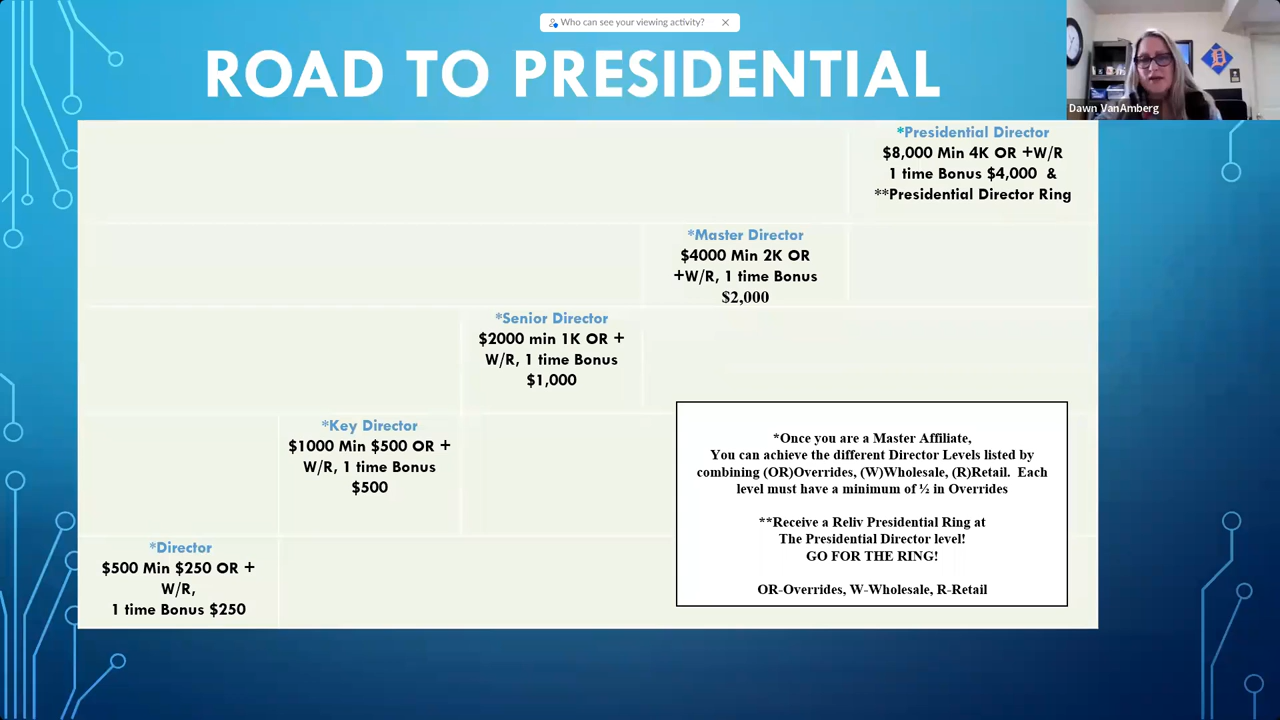 Who can see your viewing activity?
ROAD TO PRESIDENTIAL
Dawn VanAmberg
*Presidential Director
$8,000 Min 4K OR +W/R
1 time Bonus $4,000 &
**Presidential Director Ring
*Master Director
$4000 Min 2K OR
+W/R, 1 time Bonus
$2,000
*Senior Director
$2000 min 1K OR +
W/R, 1 time Bonus
$1,000
*Key Director
$1000 Min $500 OR +
W/R, 1 time Bonus
$500
*Director
$500 Min $250 OR +
W/R,
1 time Bonus $250
*Once you are a Master Affiliate,
You can achieve the different Director Levels listed by
combining (OR)Overrides, (W)Wholesale, (R)Retail. Each
level must have a minimum of ½ in Overrides
**Receive a Reliv Presidential Ring at
The Presidential Director level!
GO FOR THE RING!
OR-Overrides, W-Wholesale, R-Retail